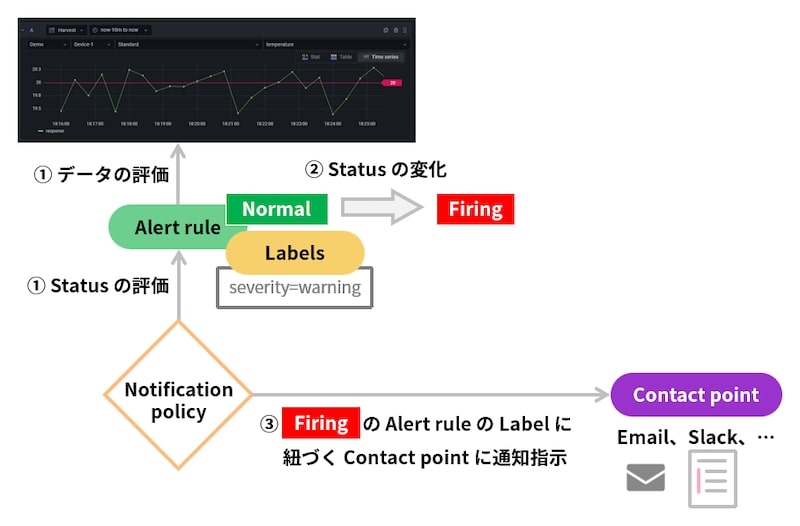 A Harvest now-10m to now
Demo Device-1 Standard temperature
Stat Table Time series
20.3
20
20
19.8
19.5
18:16:00 18:17:00 18:18:00 18:19:00 18:20:00 18:21:00 18:22:00 18:23:00 18:24:00 18:25:00
response
① データの評価
② Status の変化
Normal
Firing
Alert rule
Labels
severity=warning
① Status の評価
Notification
policy
Contact point
③ Firing の Alert rule の Label に
紐づく Contact point に通知指示
Email、Slack、…